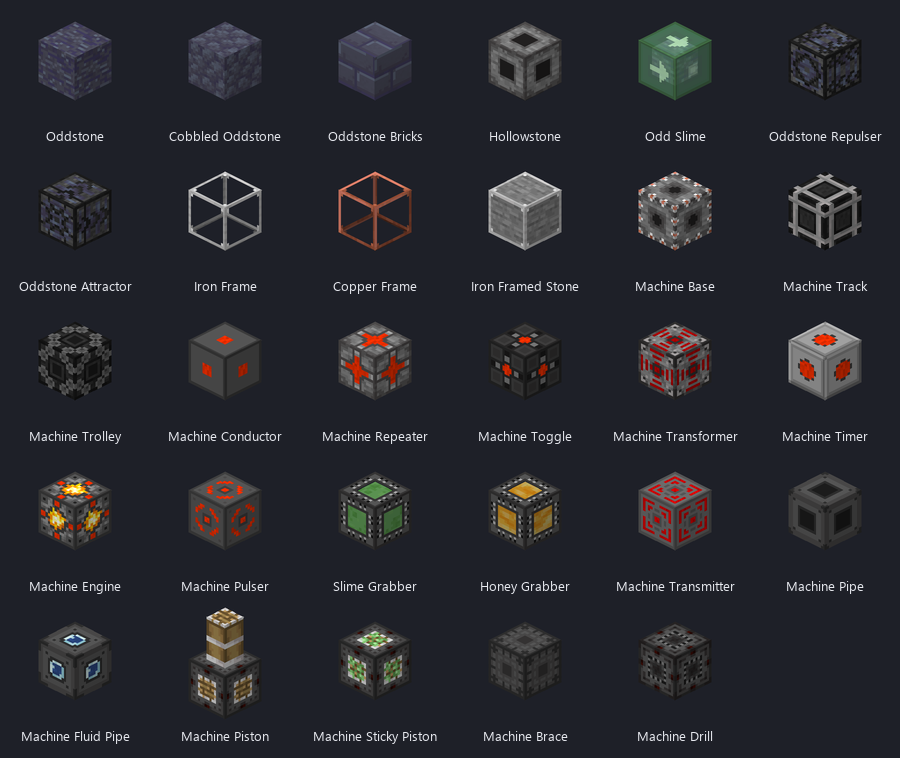 Oddstone
Cobbled Oddstone
Oddstone Bricks
Hollowstone
Odd Slime
Oddstone Repulser
Oddstone Attractor
Iron Frame
Copper Frame
Iron Framed Stone
Machine Base
Machine Track
Machine Trolley
Machine Conductor
Machine Repeater
Machine Toggle
Machine Transformer
Machine Timer
Machine Engine
Machine Pulser
Slime Grabber
Honey Grabber
Machine Transmitter
Machine Pipe
Machine Fluid Pipe
Machine Piston
Machine Sticky Piston
Machine Brace
Machine Drill